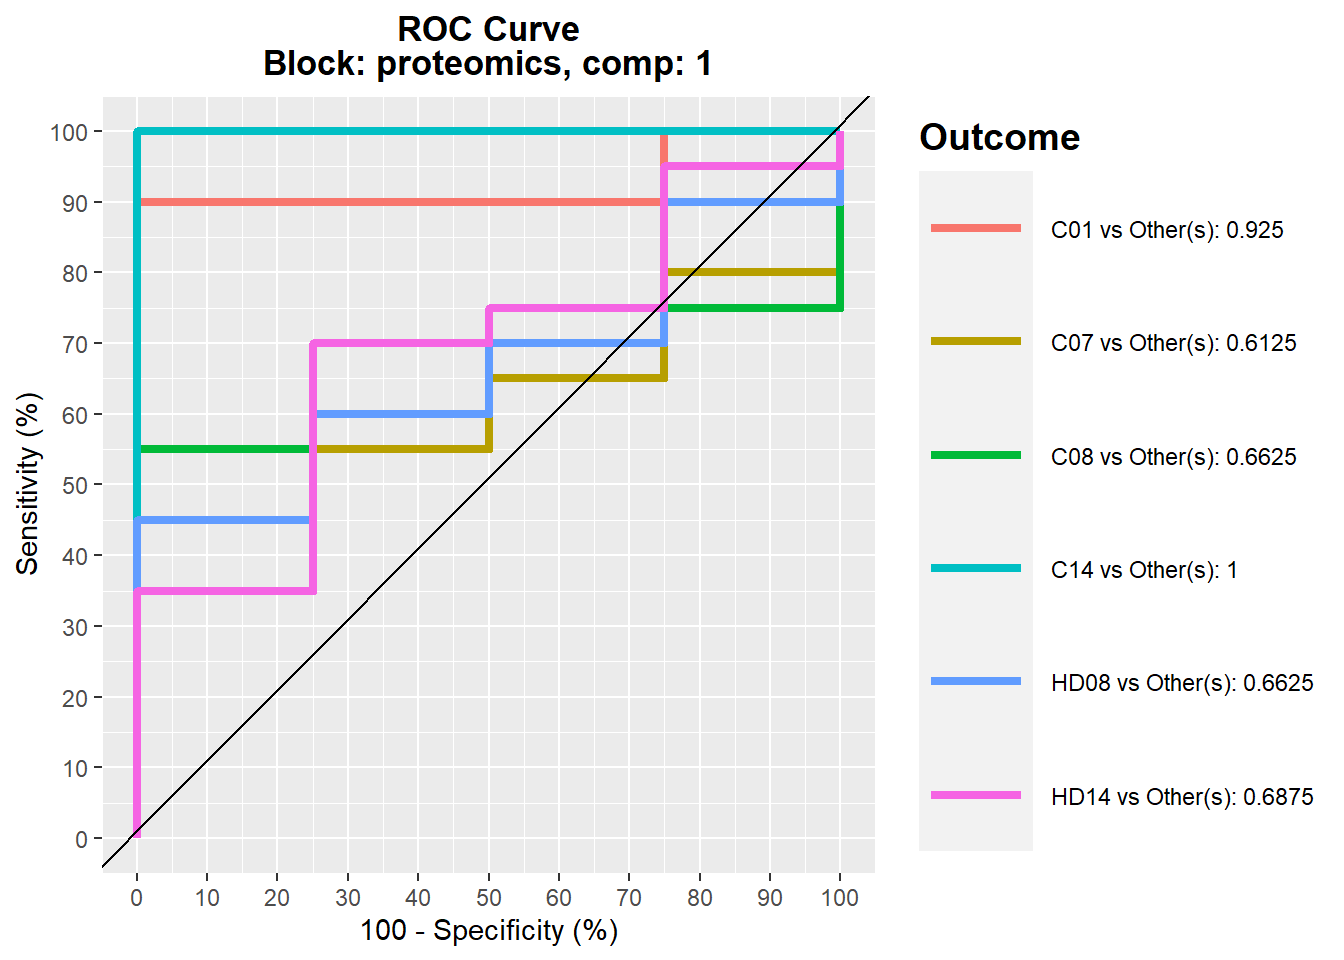 ROC Curve
Block: proteomics, comp: 1
100
90
80
70
60
50
40
30
20
10
0
Sensitivity (%)
0 10 20 30 40 50 60 70 80 90 100
100 - Specificity (%)
Outcome
C01 vs Other(s): 0.925
C07 vs Other(s): 0.6125
C08 vs Other(s): 0.6625
C14 vs Other(s): 1
HD08 vs Other(s): 0.6625
HD14 vs Other(s): 0.6875